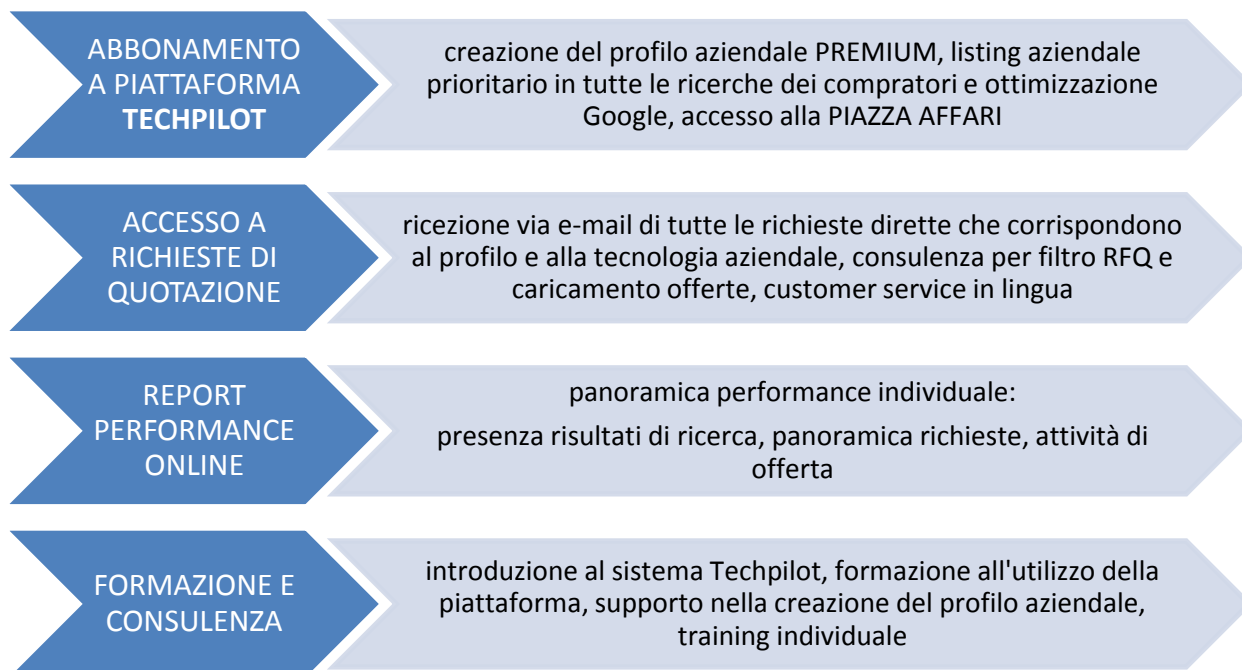 ABBONAMENTO
A PIATTAFORMA
TECHPILOT
creazione del profilo aziendale PREMIUM, listing aziendale
prioritario in tutte le ricerche dei compratori e ottimizzazione
Google, accesso alla PIAZZA AFFARI
ACCESSO A
RICHIESTE DI
QUOTAZIONE
ricezione via e-mail di tutte le richieste dirette che corrispondono
al profilo e alla tecnologia aziendale, consulenza per filtro RFQ e
caricamento offerte, customer service in lingua
REPORT
PERFORMANCE
ONLINE
panoramica performance individuale:
presenza risultati di ricerca, panoramica richieste, attività di
offerta
FORMAZIONE E
CONSULENZA
introduzione al sistema Techpilot, formazione all'utilizzo della
piattaforma, supporto nella creazione del profilo aziendale,
training individuale